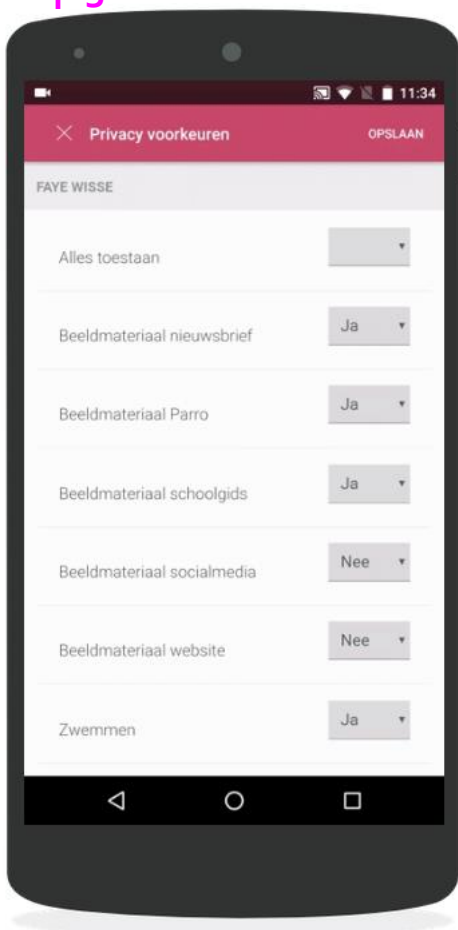 11:34
Privacy voorkeuren OPSLAAN
FAYE WISSE
Alles toestaan
Beeldmateriaal nieuwsbrief Ja
Beeldmateriaal Parro Ja
Beeldmateriaal schoolgids Ja
Beeldmateriaal socialmedia Nee
Beeldmateriaal website Nee
Zwemmen Ja